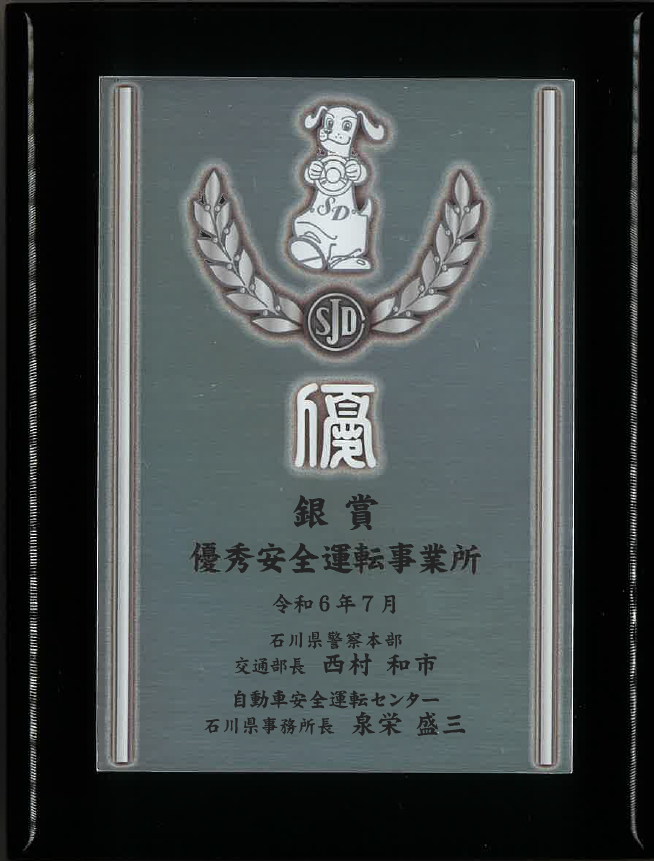 SD
SJD
優
銀賞
優秀安全運転事業所
令和6年7月
石川県警察本部
交通部長 西村 和市
自動車安全運転センター
石川県事務所長 泉栄 盛三